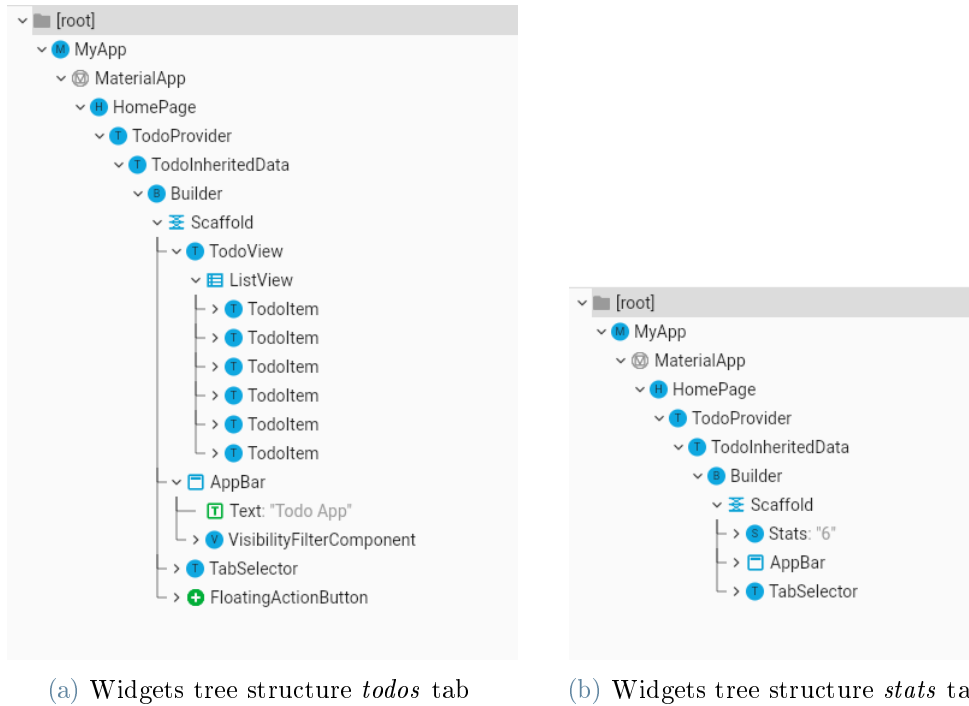 [root]
MyApp
MaterialApp
HomePage
TodoProvider
TodoInheritedData
Builder
Scaffold
TodoView
ListView
TodoItem
TodoItem
TodoItem
TodoItem
TodoItem
TodoItem
AppBar
Text: "Todo App"
VisibilityFilterComponent
TabSelector
FloatingActionButton
(a) Widgets tree structure todos tab
[root]
MyApp
MaterialApp
HomePage
TodoProvider
TodoInheritedData
Builder
Scaffold
Stats: "6"
AppBar
TabSelector
(b) Widgets tree structure stats ta